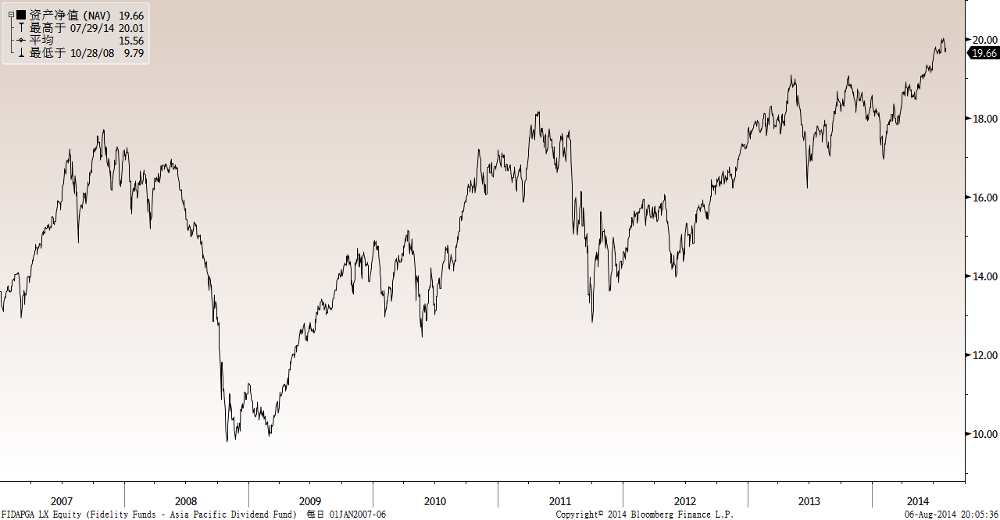 资产净值 (NAV) 19.66
最高于 07/29/14 20.01
平均 15.56
最低于 10/28/08 9.79
20.00
19.66
18.00
16.00
14.00
12.00
10.00
2007 2008 2009 2010 2011 2012 2013 2014
FIDAPGA LX Equity (Fidelity Funds - Asia Pacific Dividend Fund) 每日 01JAN2007-06 Copyright© 2014 Bloomberg Finance L.P. 06-Aug-2014 20:05:36